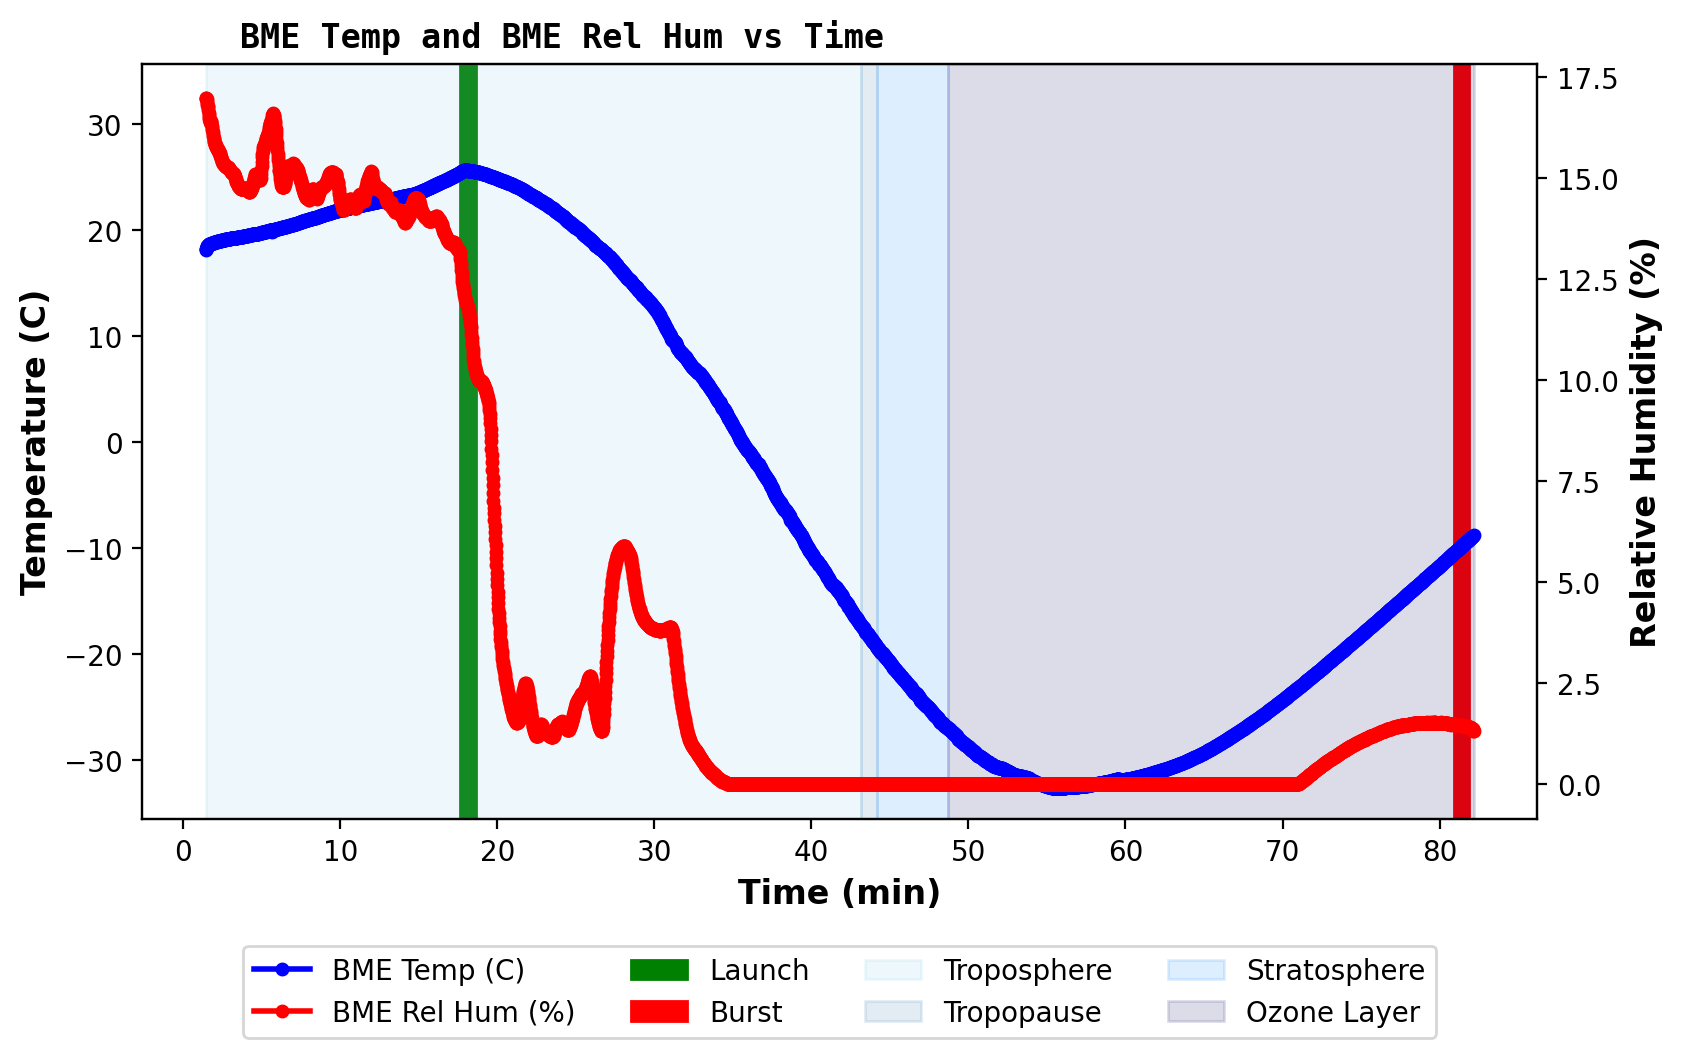 BME Temp and BME Rel Hum vs Time
Temperature (C)
30
20
10
0
−10
−20
−30
Relative Humidity (%)
17.5
15.0
12.5
10.0
7.5
5.0
2.5
0.0
0 10 20 30 40 50 60 70 80
Time (min)
BME Temp (C) Launch Troposphere Stratosphere
BME Rel Hum (%) Burst Tropopause Ozone Layer